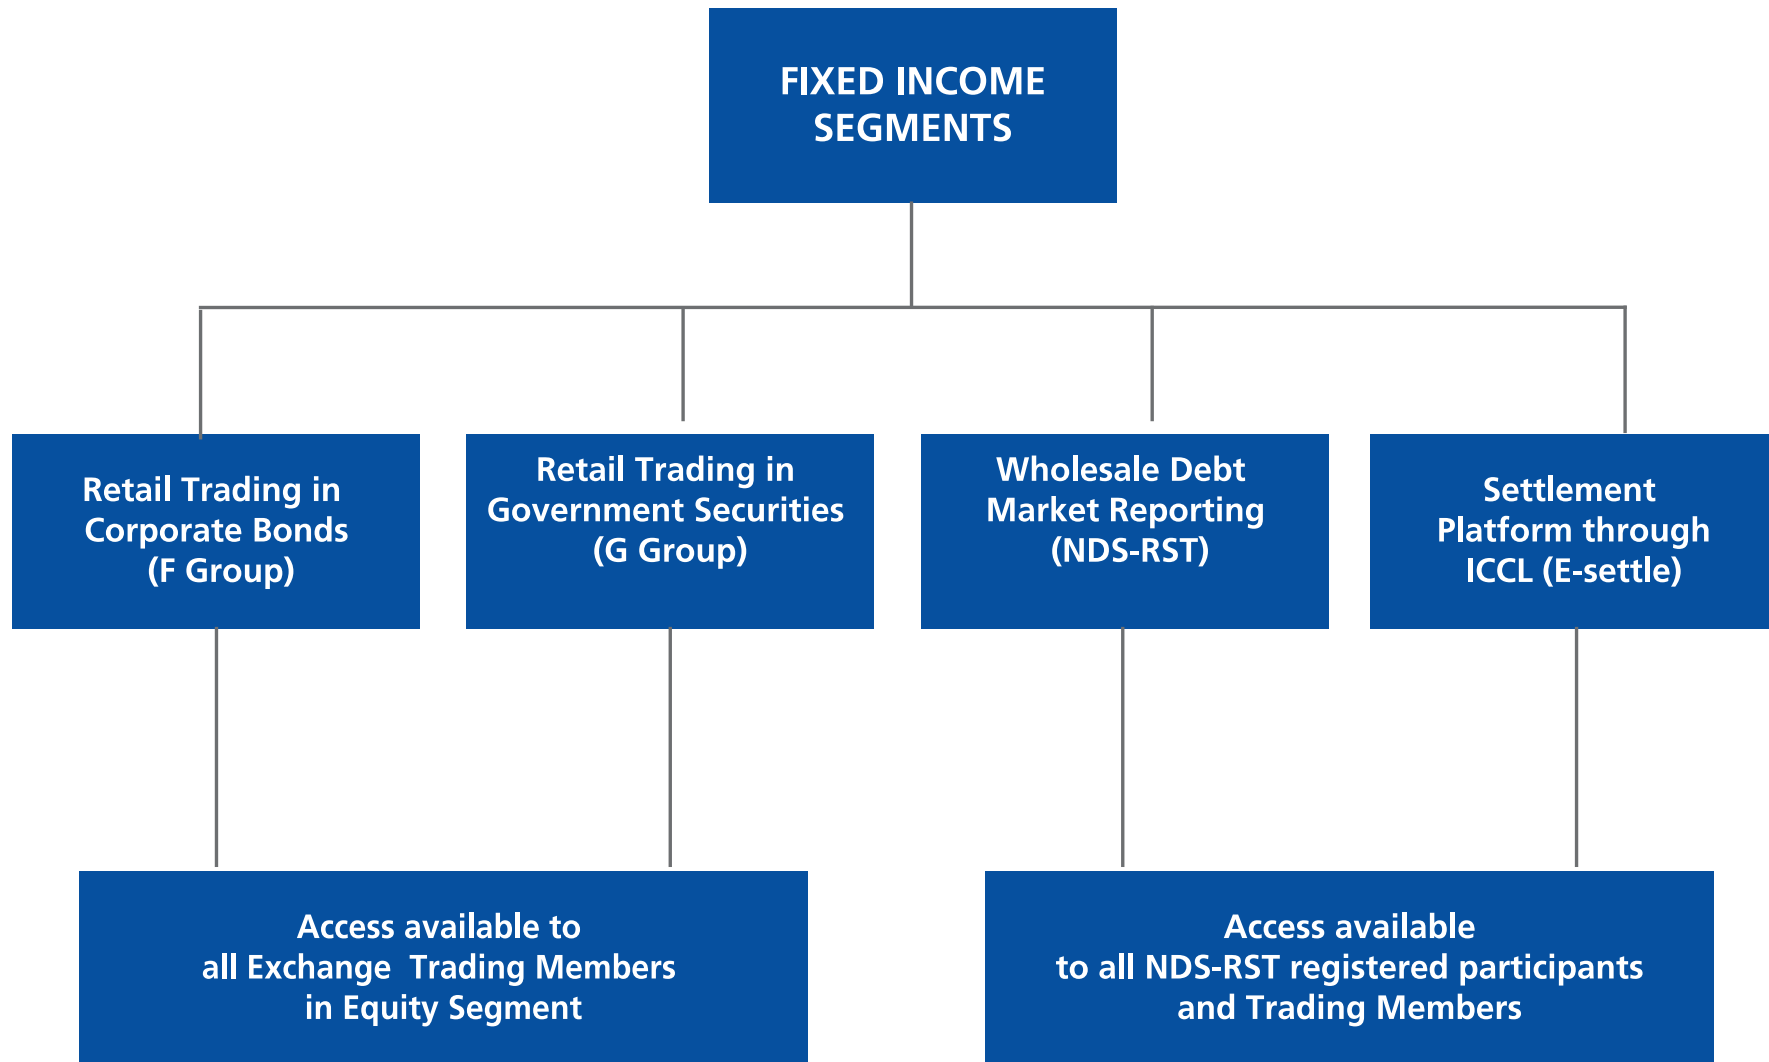 FIXED INCOME
SEGMENTS
Retail Trading in
Corporate Bonds
(F Group)
Retail Trading in
Government Securities
(G Group)
Wholesale Debt
Market Reporting
(NDS-RST)
Settlement
Platform through
ICCL (E-settle)
Access available to
all Exchange Trading Members
in Equity Segment
Access available
to all NDS-RST registered participants
and Trading Members